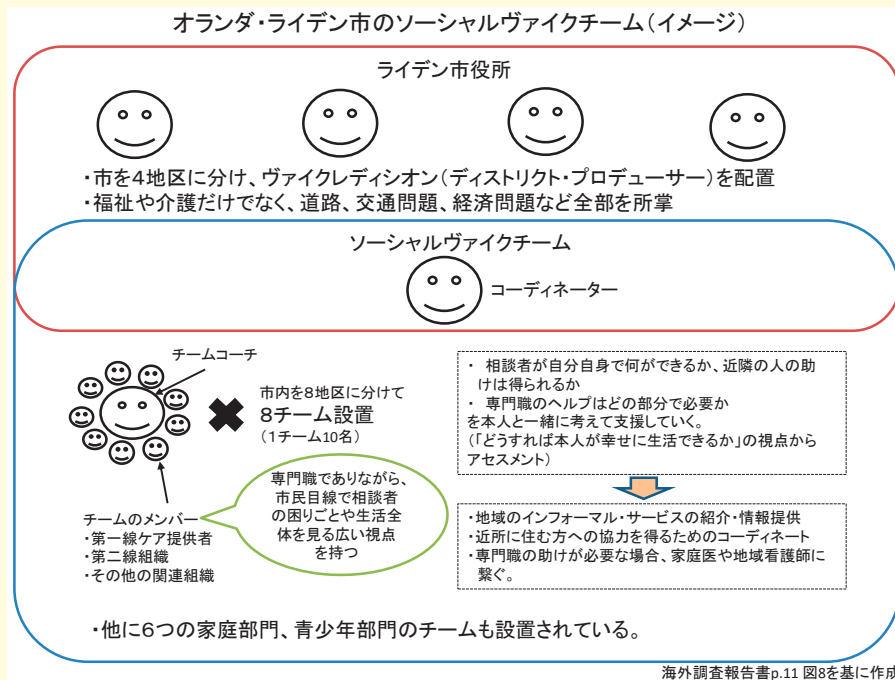 オランダ・ライデン市のソーシャルヴァイクチーム（イメージ）
ライデン市役所
・市を４地区に分け、ヴァイクレディシオン（ディストリクト・プロデューサー）を配置
・福祉や介護だけでなく、道路、交通問題、経済問題など全部を所掌
ソーシャルヴァイクチーム
コーディネーター
チームコーチ
市内を８地区に分けて
８チーム設置
（１チーム10名）
専門職でありながら、
市民目線で相談者
の困りごとや生活全
体を見る広い視点
を持つ
チームのメンバー
・第一線ケア提供者
・第二線組織
・その他の関連組織
・ 相談者が自分自身で何ができるか、近隣の人の助
けは得られるか
・ 専門職のヘルプはどの部分で必要か
を本人と一緒に考えて支援していく。
（「どうすれば本人が幸せに生活できるか」の視点から
アセスメント）
・地域のインフォーマル・サービスの紹介・情報提供
・近所に住む方への協力を得るためのコーディネート
・専門職の助けが必要な場合、家庭医や地域看護師に
繋ぐ。
・他に６つの家庭部門、青少年部門のチームも設置されている。
海外調査報告書p.11 図8を基に作成